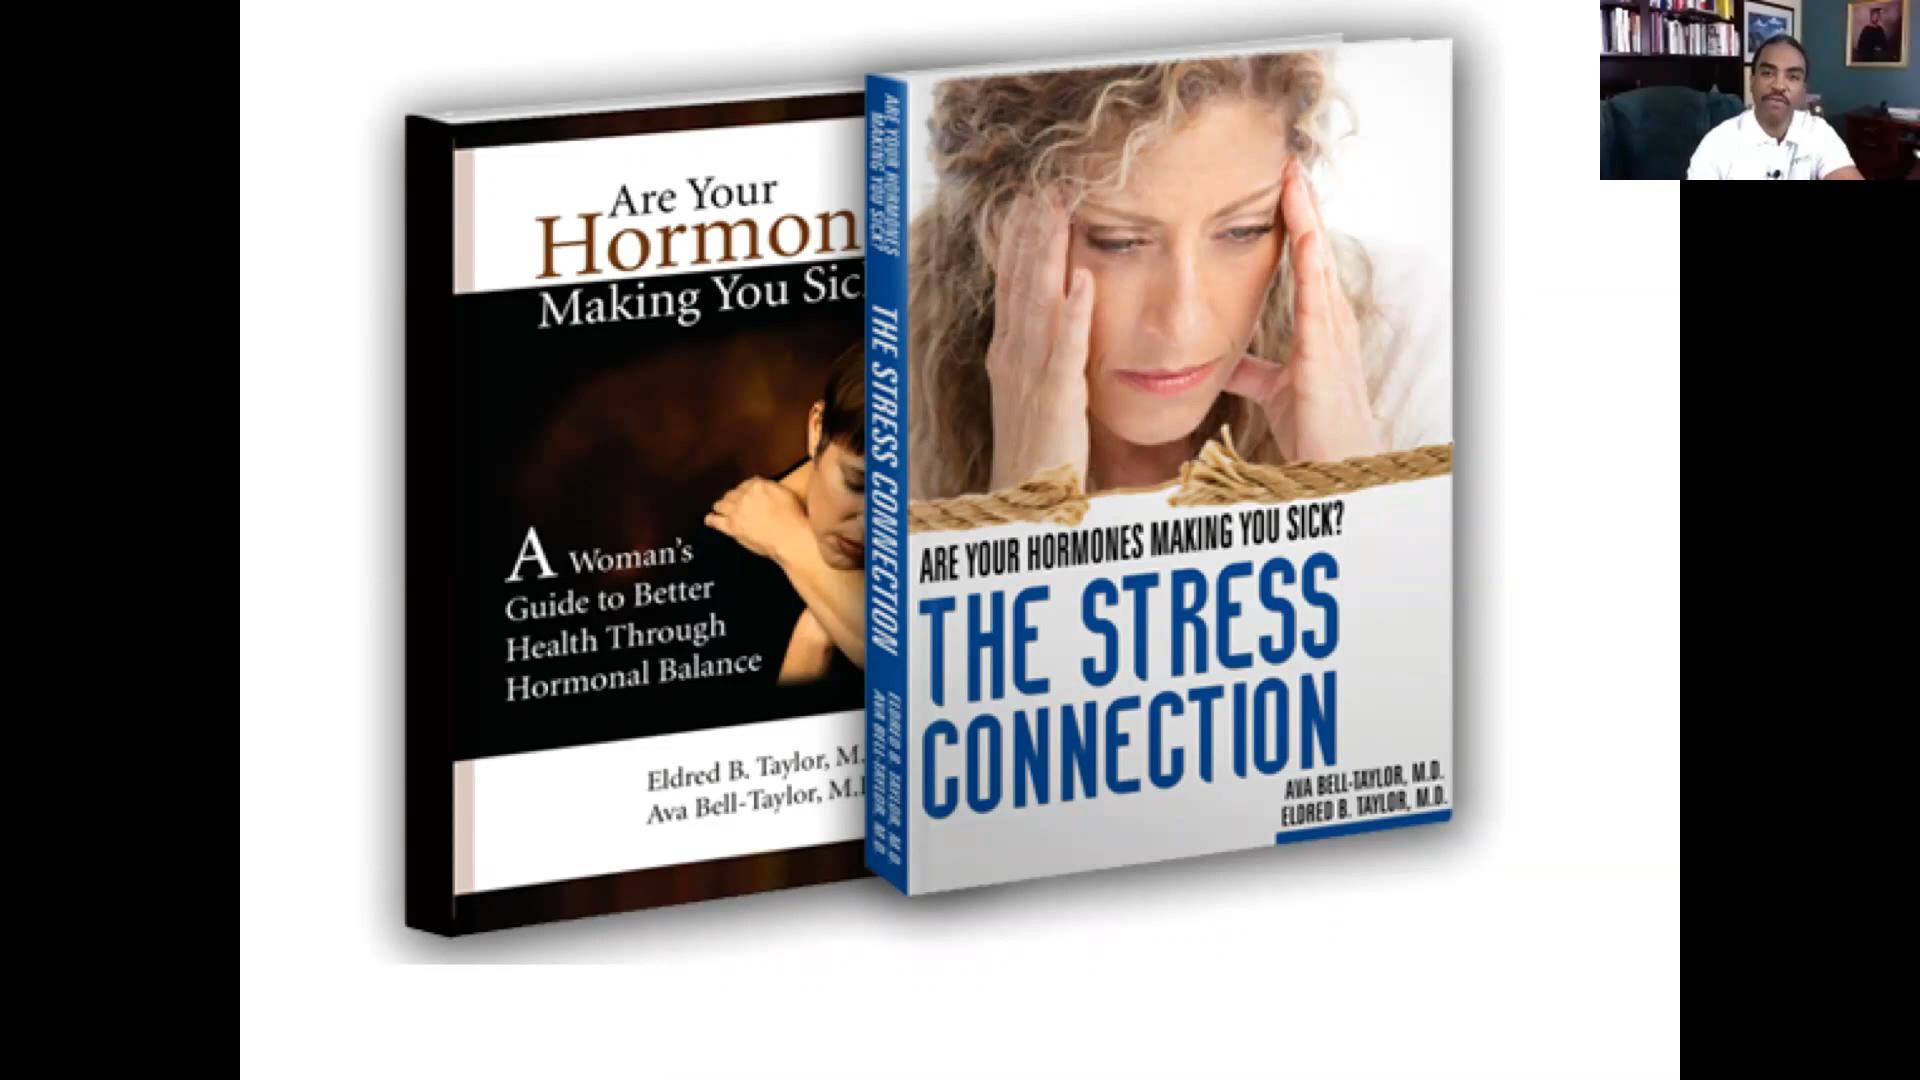 Are Your
Hormon
Making You Sic
A Woman's
Guide to Better
Health Through
Hormonal Balance
Eldred B. Taylor, M.
Ava Bell-Taylor, M.
ARE YOUR HORMONES
MAKING YOU SICK?
THE STRESS CONNECTION
ELDRED B. TAYLOR, M.D.
AVA BELL-TAYLOR, M.D.
ARE YOUR HORMONES MAKING YOU SICK?
THE STRESS
CONNECTION
AVA BELL-TAYLOR, M.D.
ELDRED B. TAYLOR, M.D.